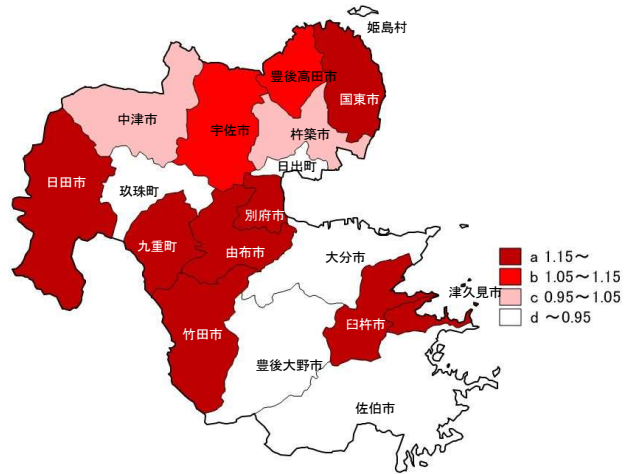 姫島村
豊後高田市
国東市
中津市
宇佐市
杵築市
日出町
日田市
玖珠町
別府市
九重町
由布市
大分市
津久見市
臼杵市
竹田市
豊後大野市
佐伯市
a 1.15～
b 1.05～1.15
c 0.95～1.05
d ～0.95